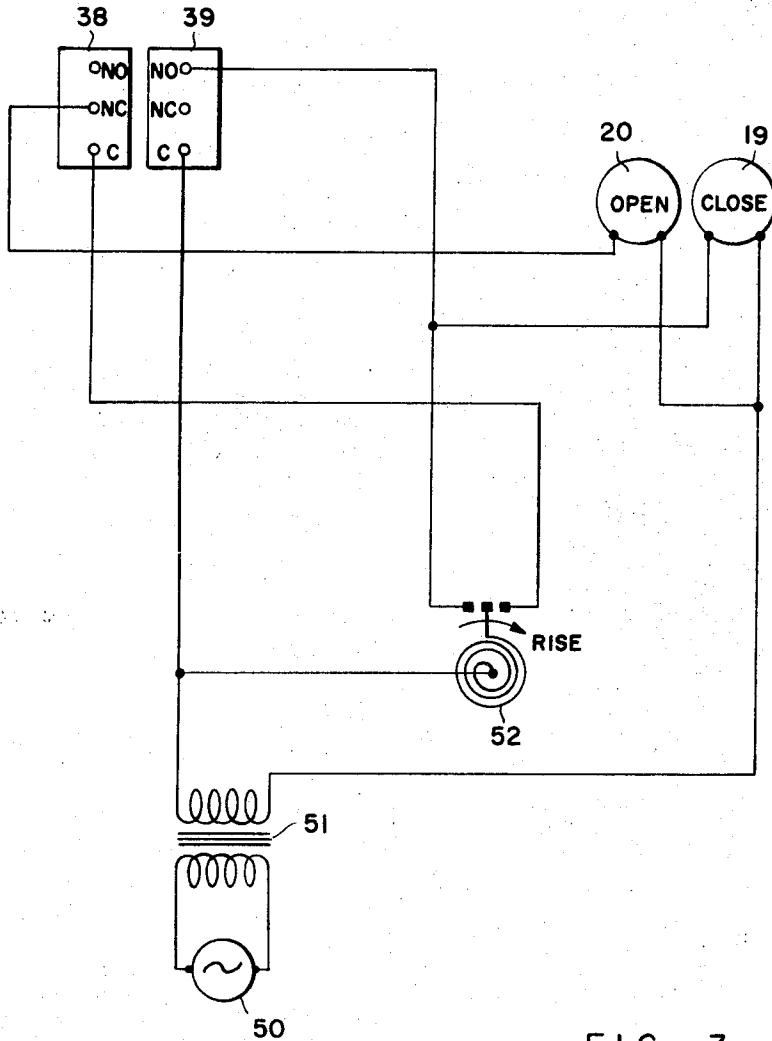 38 39
NO NO
NC NC
C C
20 19
OPEN CLOSE
RISE
52
51
50
FIG. 7